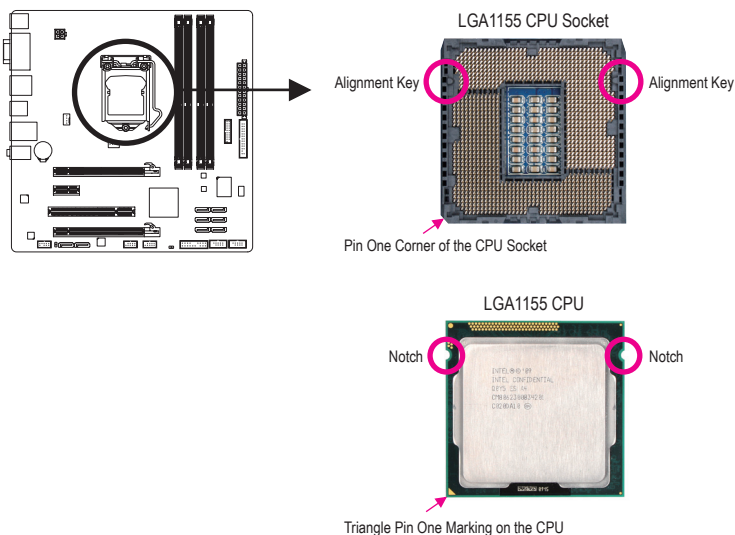 LGA1155 CPU Socket
Alignment Key
Alignment Key
Pin One Corner of the CPU Socket
LGA1155 CPU
Notch
Notch
INTEL CONFIDENTIAL
Triangle Pin One Marking on the CPU